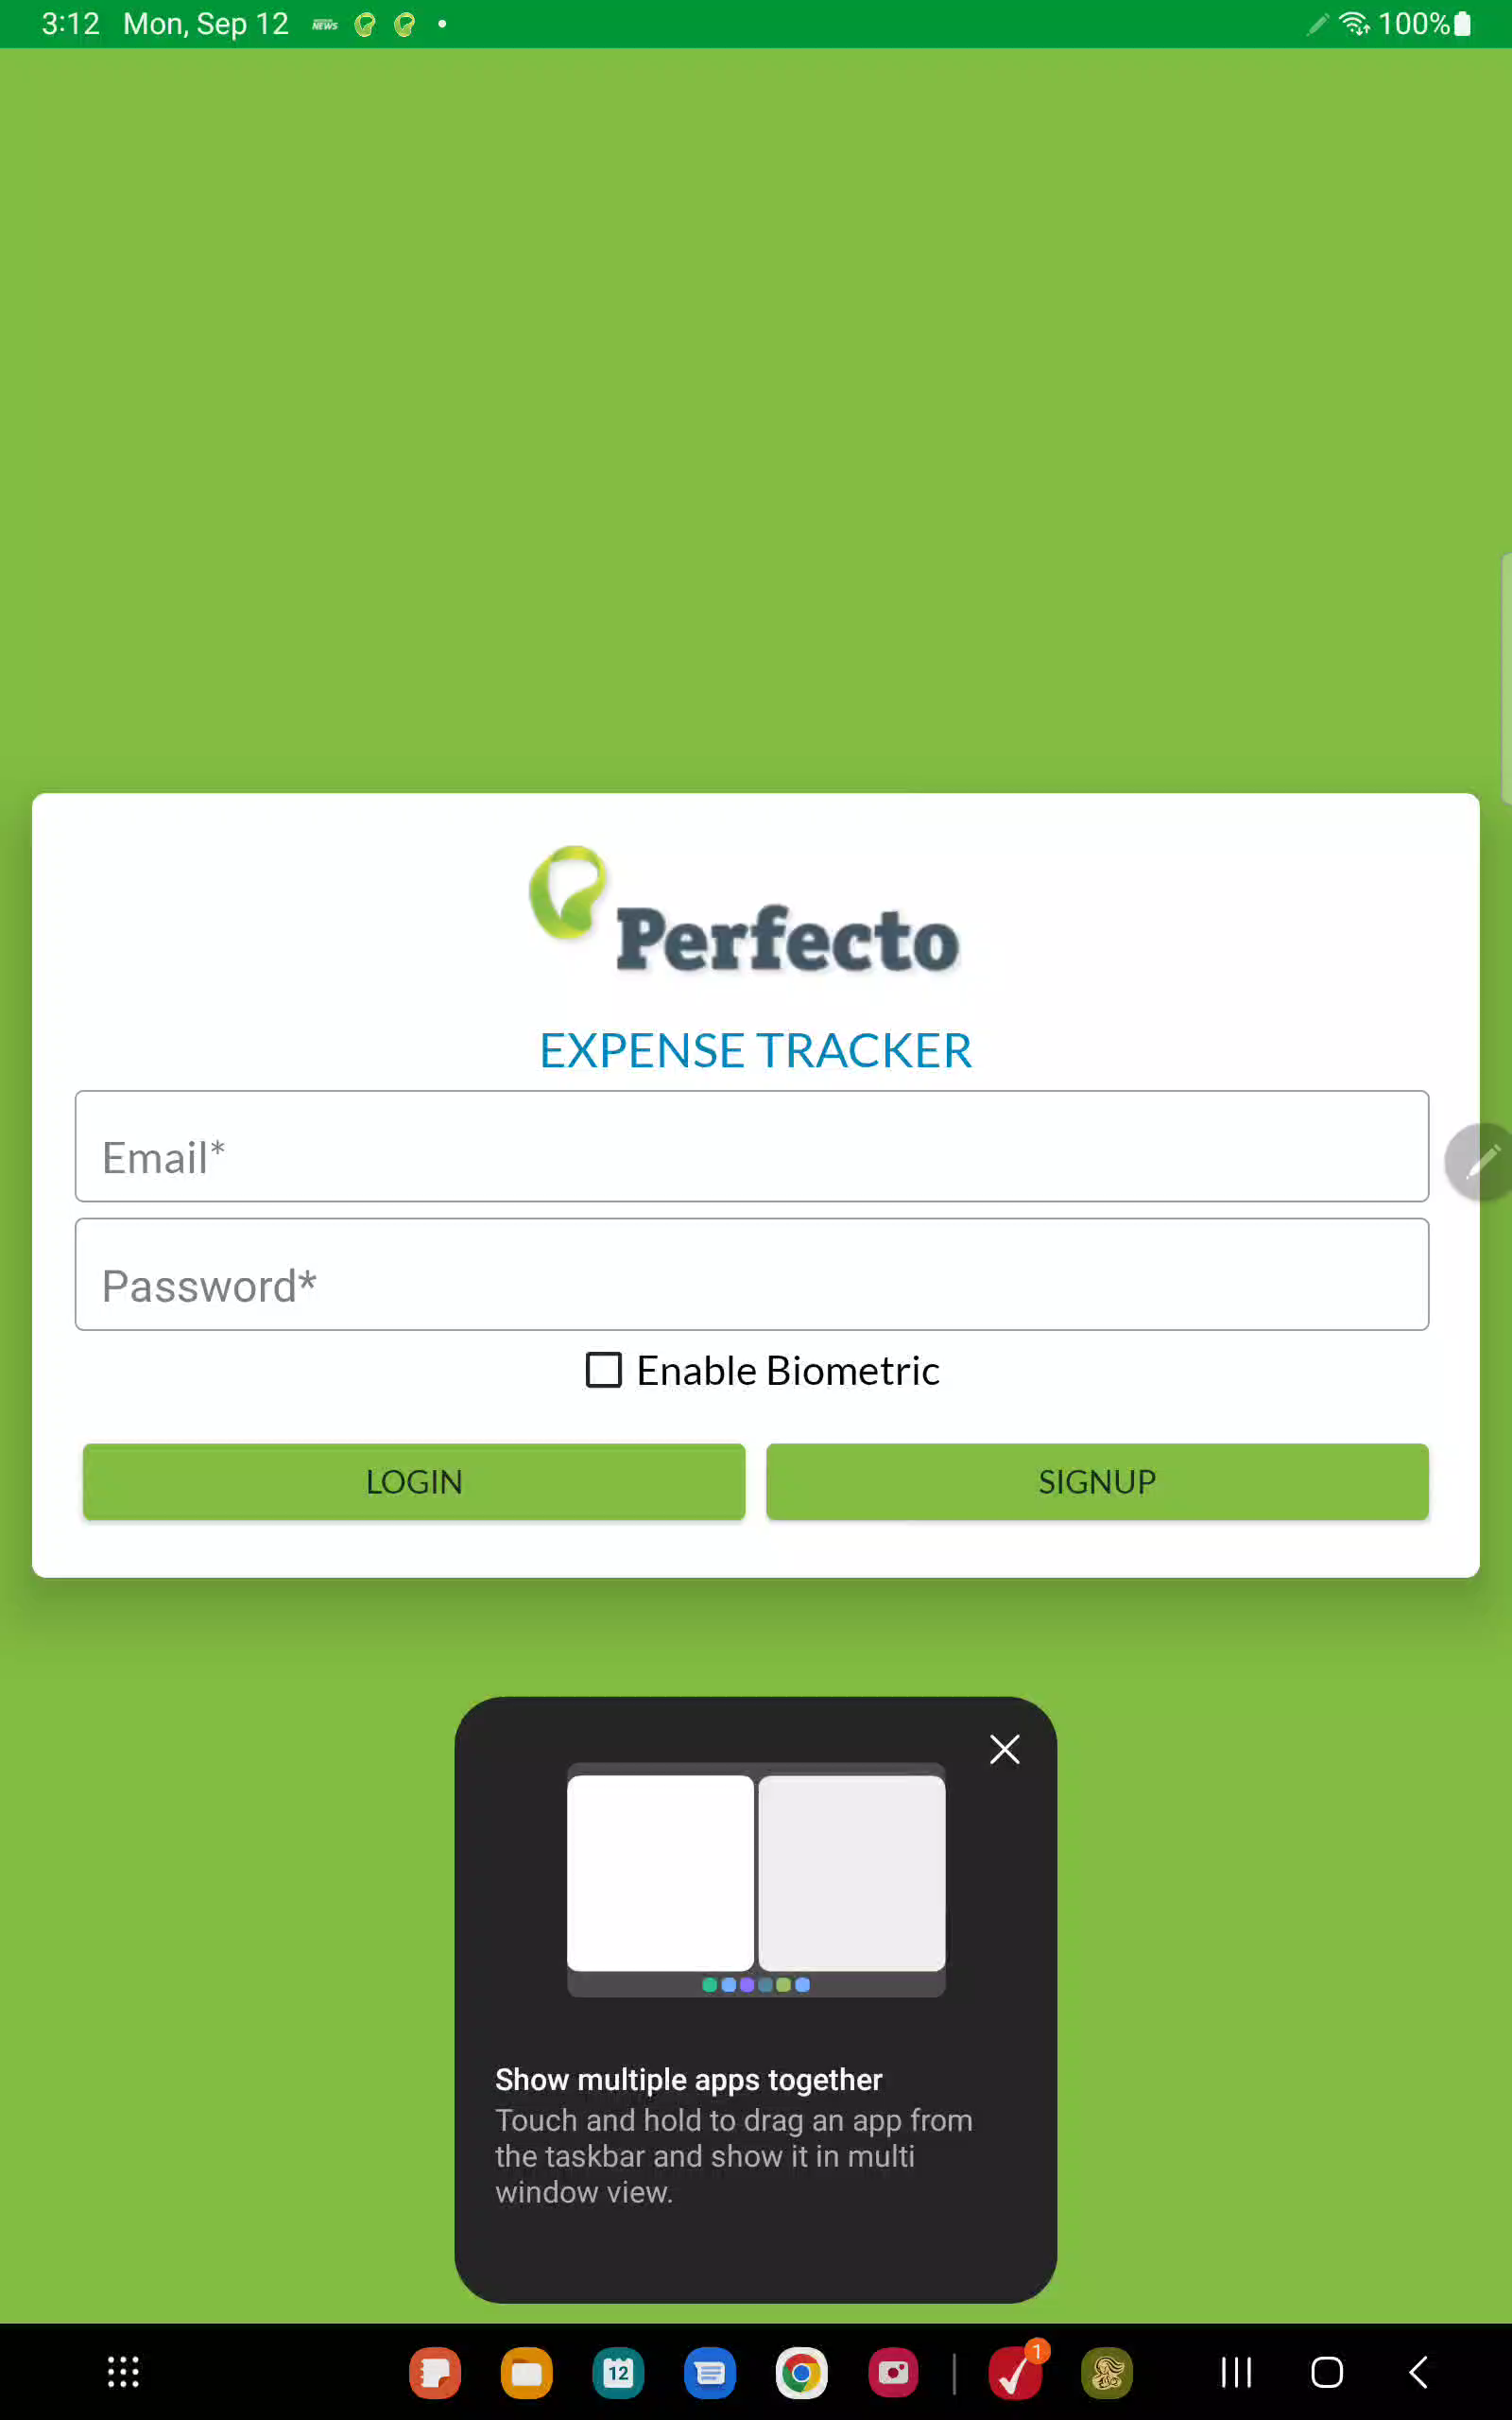 3:12 Mon, Sep 12 NEWS 100%
Perfecto
EXPENSE TRACKER
Email*
Password*
Enable Biometric
LOGIN SIGNUP
Show multiple apps together
Touch and hold to drag an app from
the taskbar and show it in multi
window view.
12 1